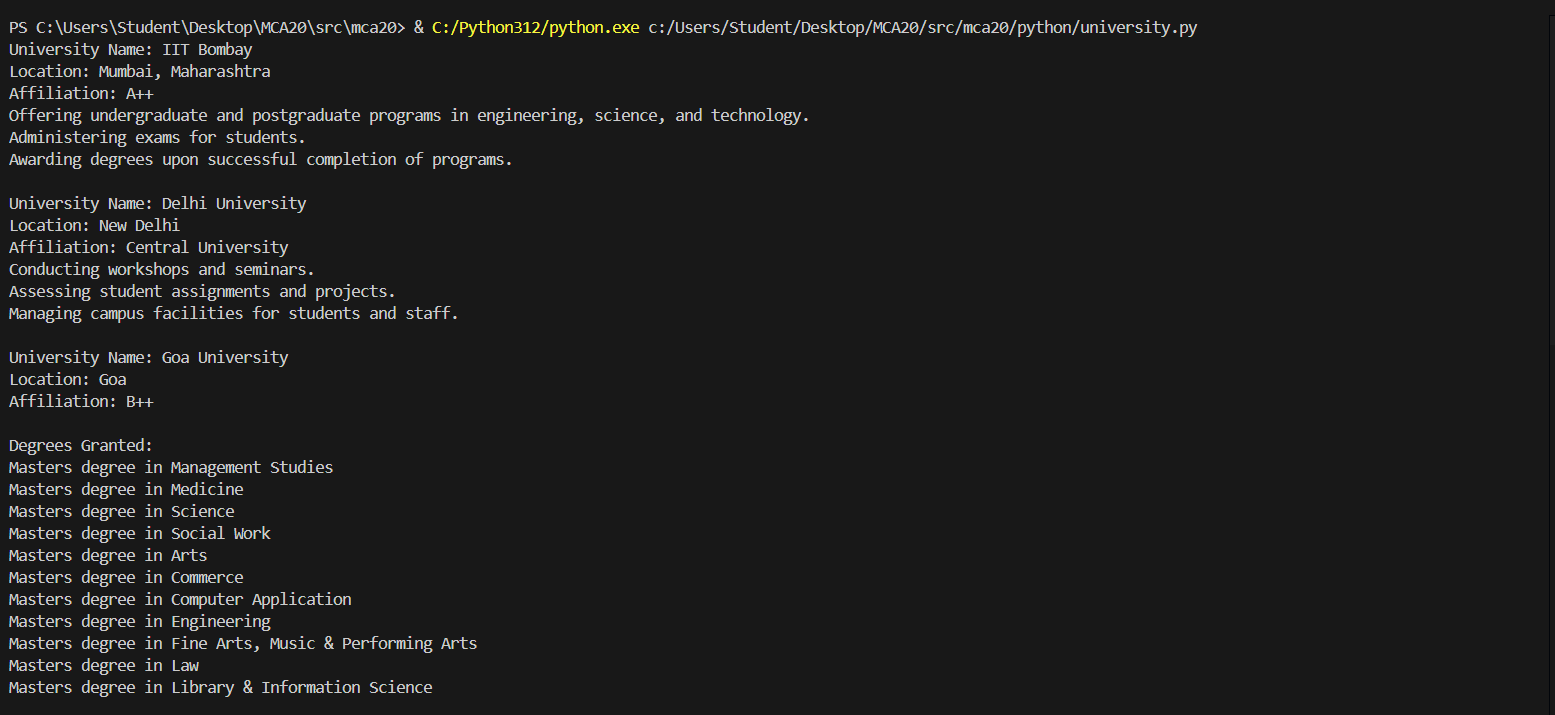 PS C:\Users\Student\Desktop\MCA20\src\mca20> & C:/Python312/python.exe c:/Users/Student/Desktop/MCA20/src/mca20/python/university.py
University Name: IIT Bombay
Location: Mumbai, Maharashtra
Affiliation: A++
Offering undergraduate and postgraduate programs in engineering, science, and technology.
Administering exams for students.
Awarding degrees upon successful completion of programs.

University Name: Delhi University
Location: New Delhi
Affiliation: Central University
Conducting workshops and seminars.
Assessing student assignments and projects.
Managing campus facilities for students and staff.

University Name: Goa University
Location: Goa
Affiliation: B++

Degrees Granted:
Masters degree in Management Studies
Masters degree in Medicine
Masters degree in Science
Masters degree in Social Work
Masters degree in Arts
Masters degree in Commerce
Masters degree in Computer Application
Masters degree in Engineering
Masters degree in Fine Arts, Music & Performing Arts
Masters degree in Law
Masters degree in Library & Information Science